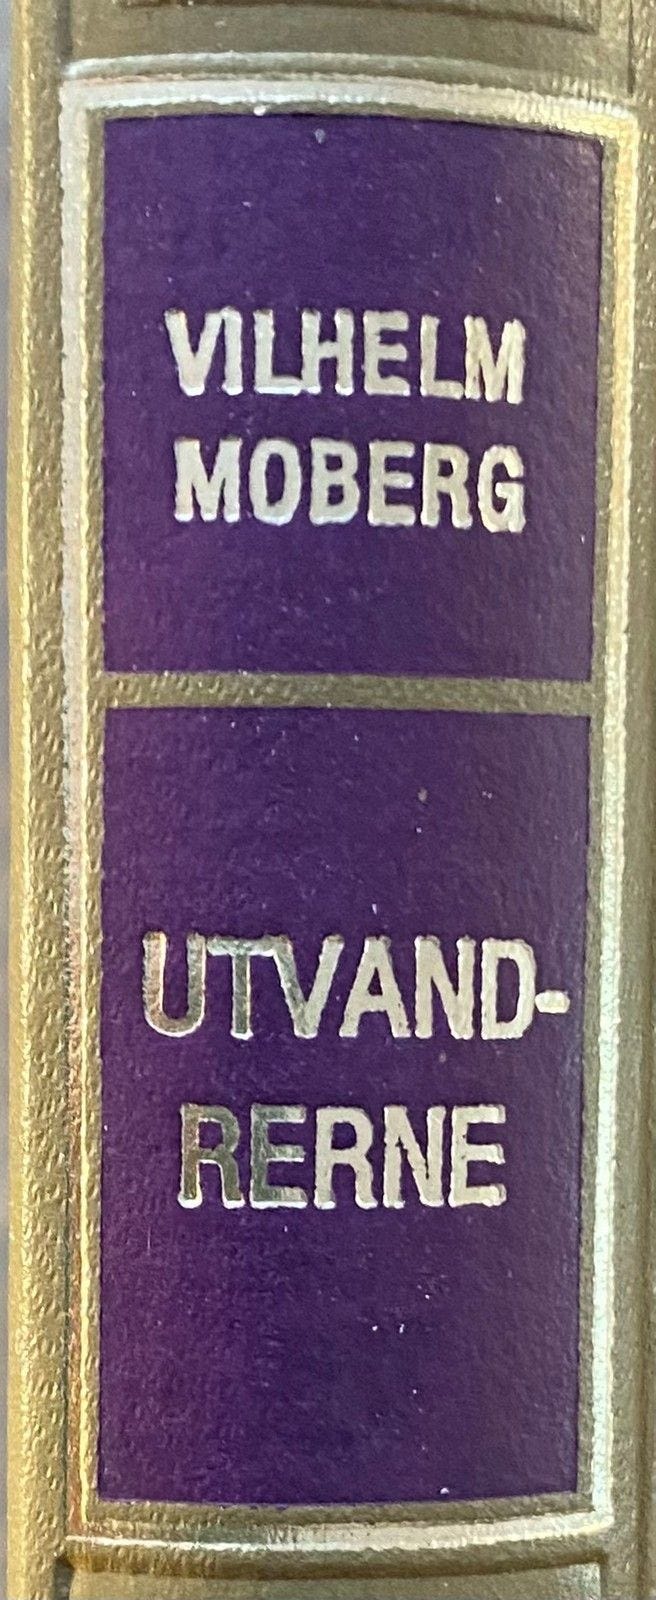 VILHELM
MOBERG
UTVAND-
RERNE